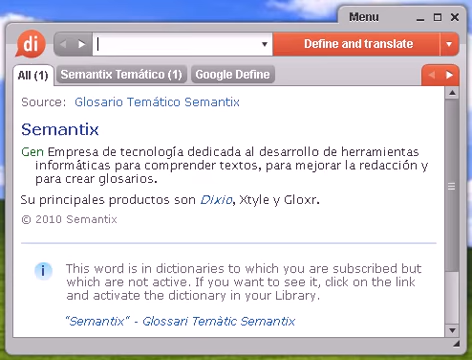 Menu
di
Define and translate
All (1)
Semantix Temático (1)
Google Define
Source: Glosario Temático Semantix
Semantix
Gen Empresa de tecnología dedicada al desarrollo de herramientas
informáticas para comprender textos, para mejorar la redacción y
para crear glosarios.
Su principales productos son Dixio, Xtyle y Gloxr.
© 2010 Semantix
i
This word is in dictionaries to which you are subscribed but
which are not active. If you want to see it, click on the link
and activate the dictionary in your Library.
"Semantix" - Glossari Temàtic Semantix